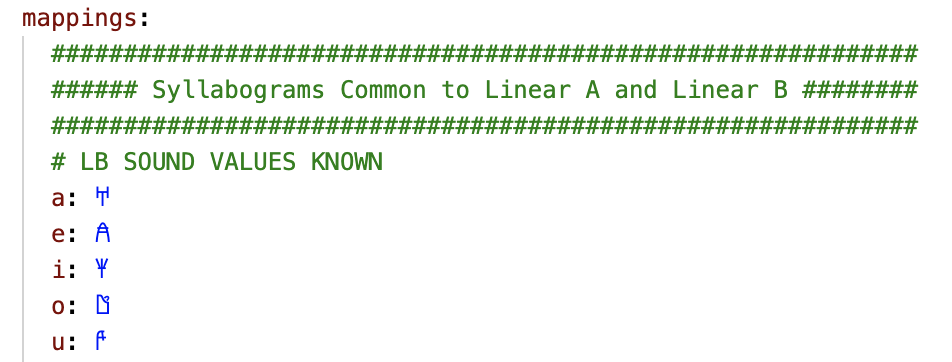 mappings:
############################################################
###### Syllabograms Common to Linear A and Linear B ########
############################################################
# LB SOUND VALUES KNOWN
a: 𐘇
e: 𐘡
i: 𐘚
o: 𐘵
u: 𐘉